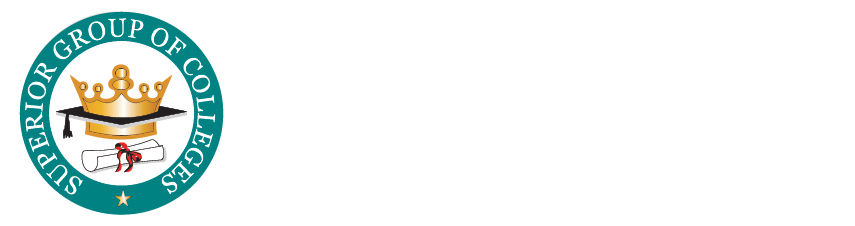 SUPERIOR GROUP OF COLLEGES